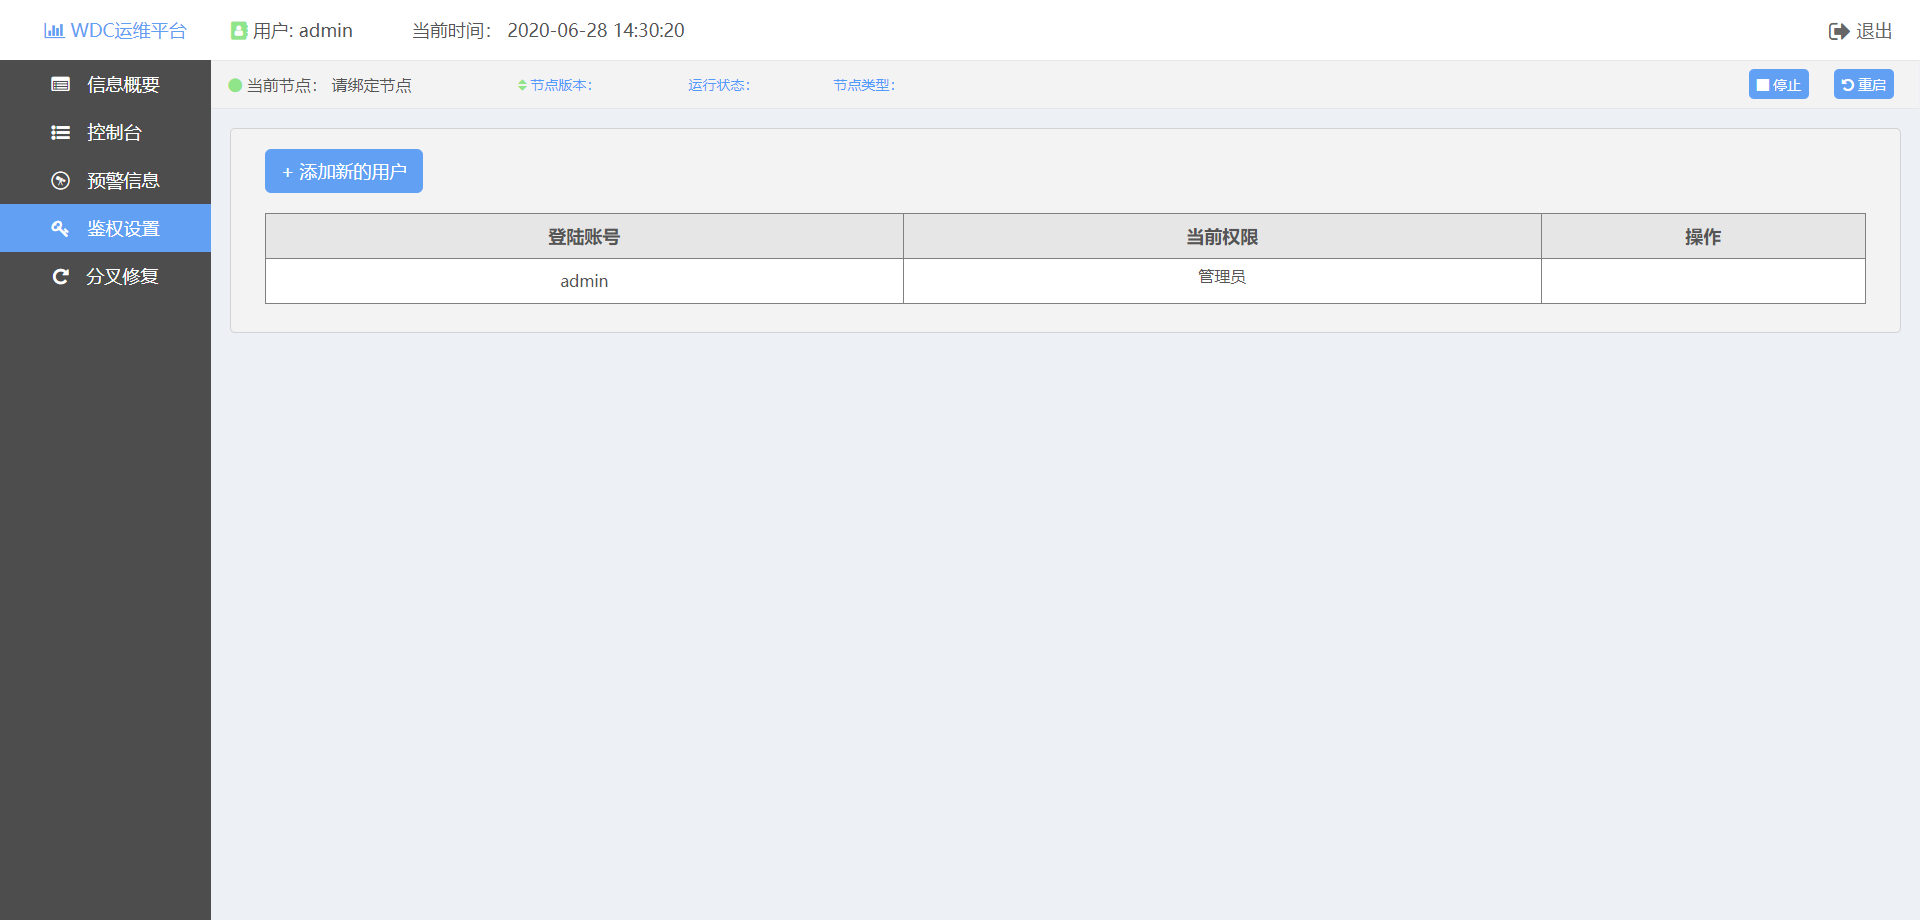 WDC运维平台
用户: admin
当前时间： 2020-06-28 14:30:20
退出
信息概要
控制台
预警信息
鉴权设置
分叉修复
当前节点： 请绑定节点
节点版本：
运行状态：
节点类型：
停止
重启
+ 添加新的用户
登陆账号 当前权限 操作
admin 管理员